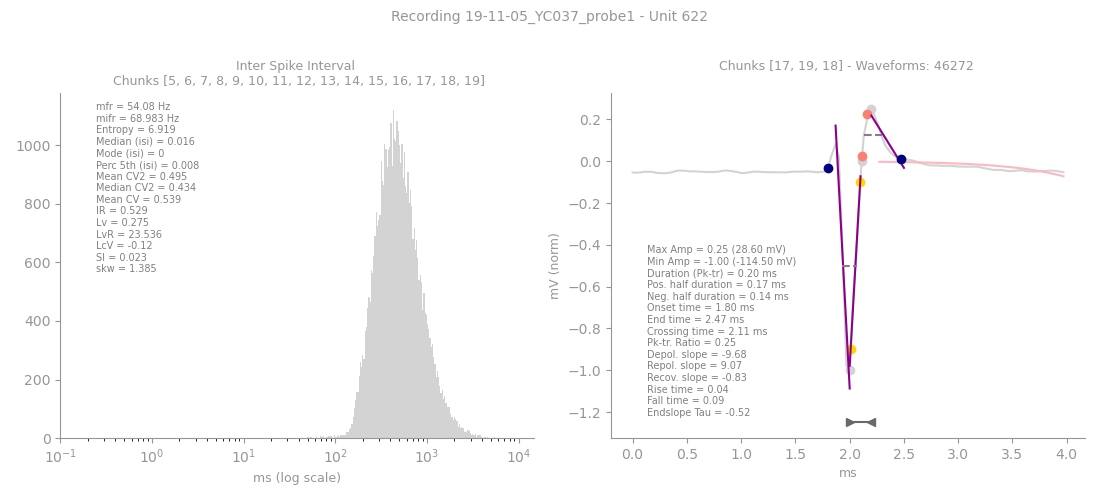 Recording 19-11-05_YC037_probe1 - Unit 622
Inter Spike Interval
Chunks [5, 6, 7, 8, 9, 10, 11, 12, 13, 14, 15, 16, 17, 18, 19]
mfr = 54.08 Hz
mifr = 68.983 Hz
Entropy = 6.919
Median (isi) = 0.016
Mode (isi) = 0
Perc 5th (isi) = 0.008
Mean CV2 = 0.495
Median CV2 = 0.434
Mean CV = 0.539
IR = 0.529
Lv = 0.275
LvR = 23.536
LcV = -0.12
SI = 0.023
skw = 1.385
1000
800
600
400
200
0
10⁻¹ 10⁰ 10¹ 10² 10³ 10⁴
ms (log scale)
Chunks [17, 19, 18] - Waveforms: 46272
mV (norm)
0.2
0.0
−0.2
−0.4
−0.6
−0.8
−1.0
−1.2
Max Amp = 0.25 (28.60 mV)
Min Amp = -1.00 (-114.50 mV)
Duration (Pk-tr) = 0.20 ms
Pos. half duration = 0.17 ms
Neg. half duration = 0.14 ms
Onset time = 1.80 ms
End time = 2.47 ms
Crossing time = 2.11 ms
Pk-tr. Ratio = 0.25
Depol. slope = -9.68
Repol. slope = 9.07
Recov. slope = -0.83
Rise time = 0.04
Fall time = 0.09
Endslope Tau = -0.52
0.0 0.5 1.0 1.5 2.0 2.5 3.0 3.5 4.0
ms